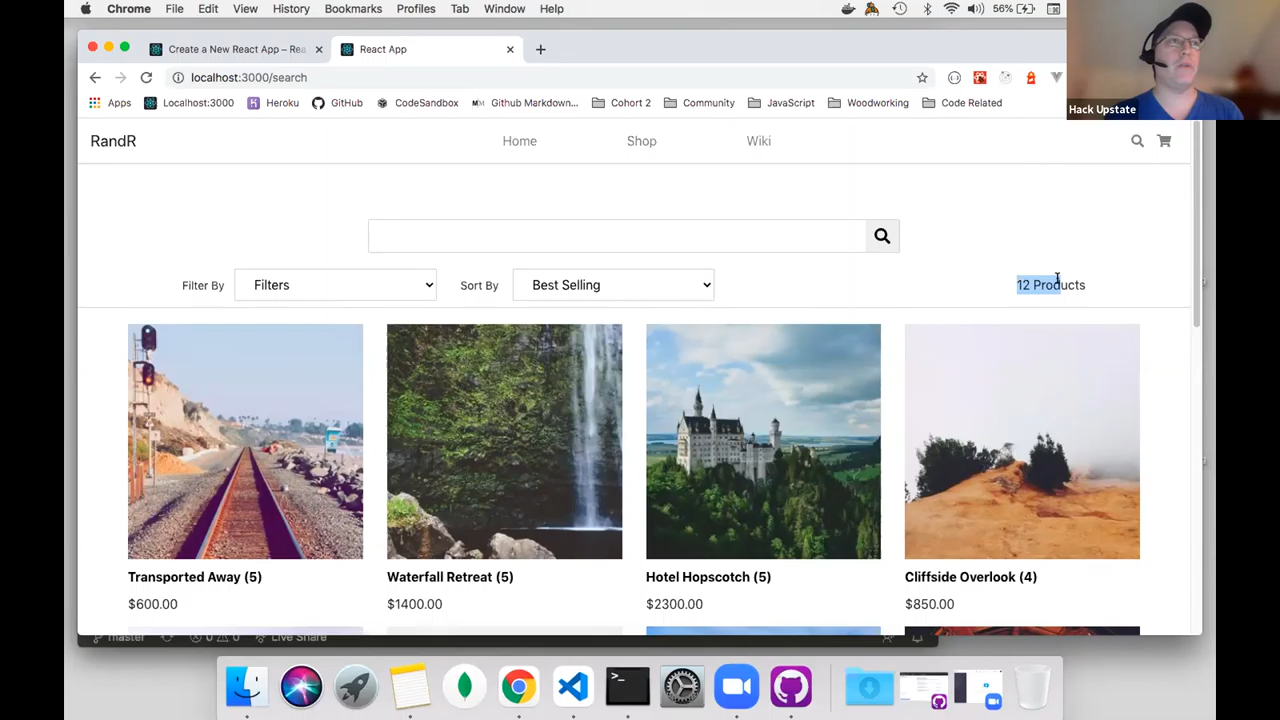 Chrome File Edit View History Bookmarks Profiles Tab Window Help 56%
Create a New React App – Rea React App
localhost:3000/search
Apps Localhost:3000 Heroku GitHub CodeSandbox Github Markdown... Cohort 2 Community JavaScript Woodworking Code Related
Hack Upstate
RandR Home Shop Wiki
Filter By Filters Sort By Best Selling 12 Products
Transported Away (5) Waterfall Retreat (5) Hotel Hopscotch (5) Cliffside Overlook (4)
$600.00 $1400.00 $2300.00 $850.00
master 0 0 Live Share